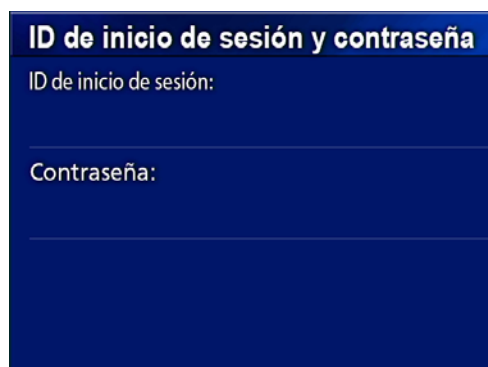 ID de inicio de sesión y contraseña
ID de inicio de sesión:
Contraseña: